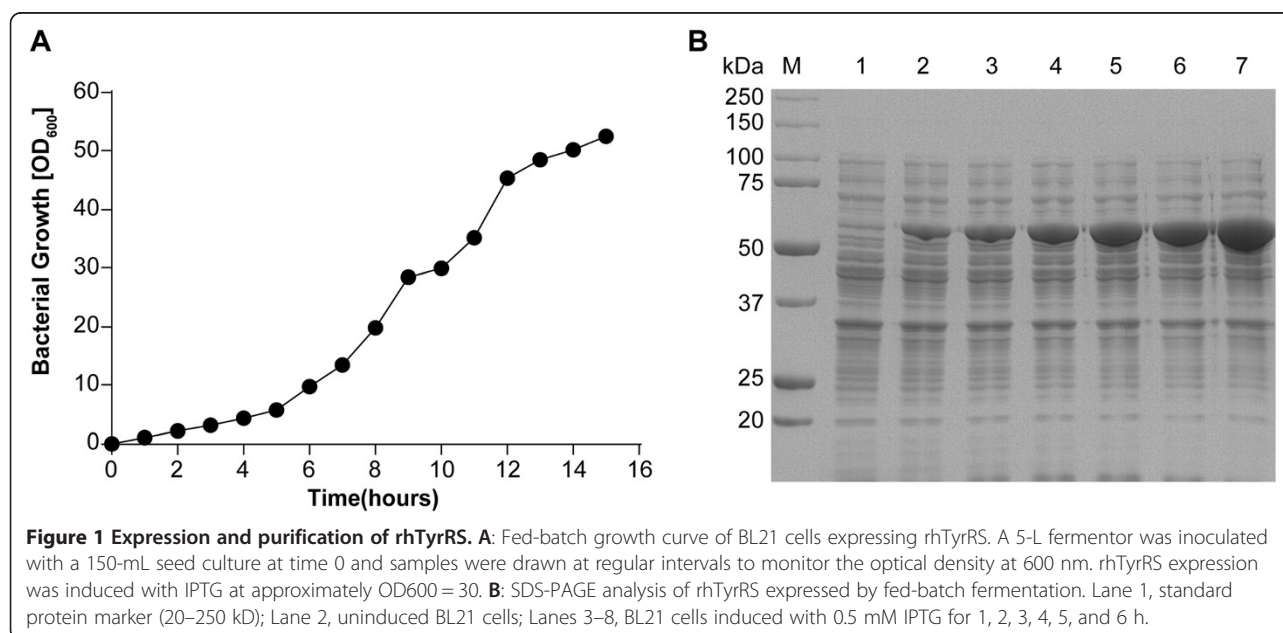 A
Bacterial Growth [OD600]
60
50
40
30
20
10
0
0 2 4 6 8 10 12 14 16
Time(hours)
B
kDa M 1 2 3 4 5 6 7
250
150
100
75
50
37
25
20
Figure 1 Expression and purification of rhTyrRS. A: Fed-batch growth curve of BL21 cells expressing rhTyrRS. A 5-L fermentor was inoculated
with a 150-mL seed culture at time 0 and samples were drawn at regular intervals to monitor the optical density at 600 nm. rhTyrRS expression
was induced with IPTG at approximately OD600 = 30. B: SDS-PAGE analysis of rhTyrRS expressed by fed-batch fermentation. Lane 1, standard
protein marker (20–250 kD); Lane 2, uninduced BL21 cells; Lanes 3–8, BL21 cells induced with 0.5 mM IPTG for 1, 2, 3, 4, 5, and 6 h.